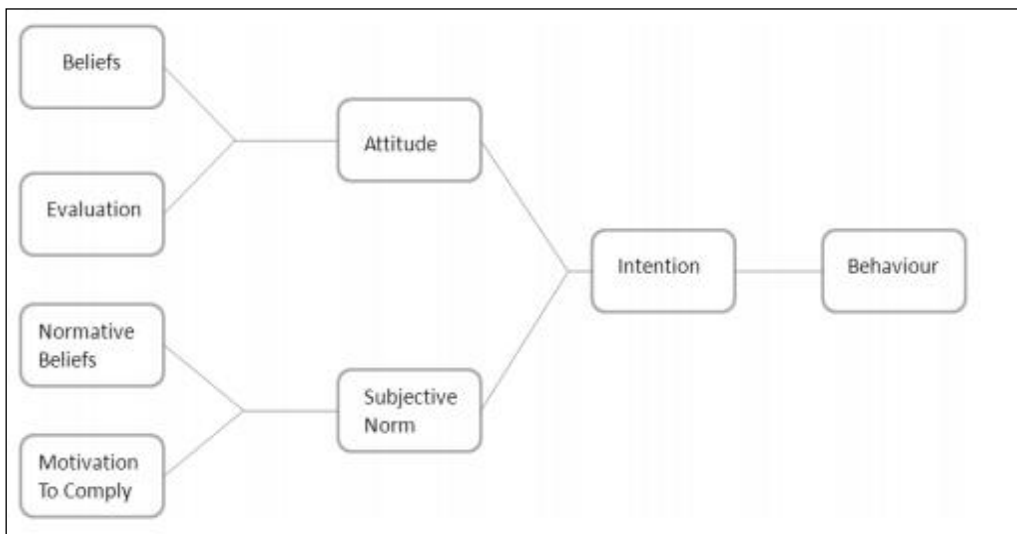 Beliefs
Evaluation
Normative
Beliefs
Motivation
To Comply
Attitude
Subjective
Norm
Intention
Behaviour